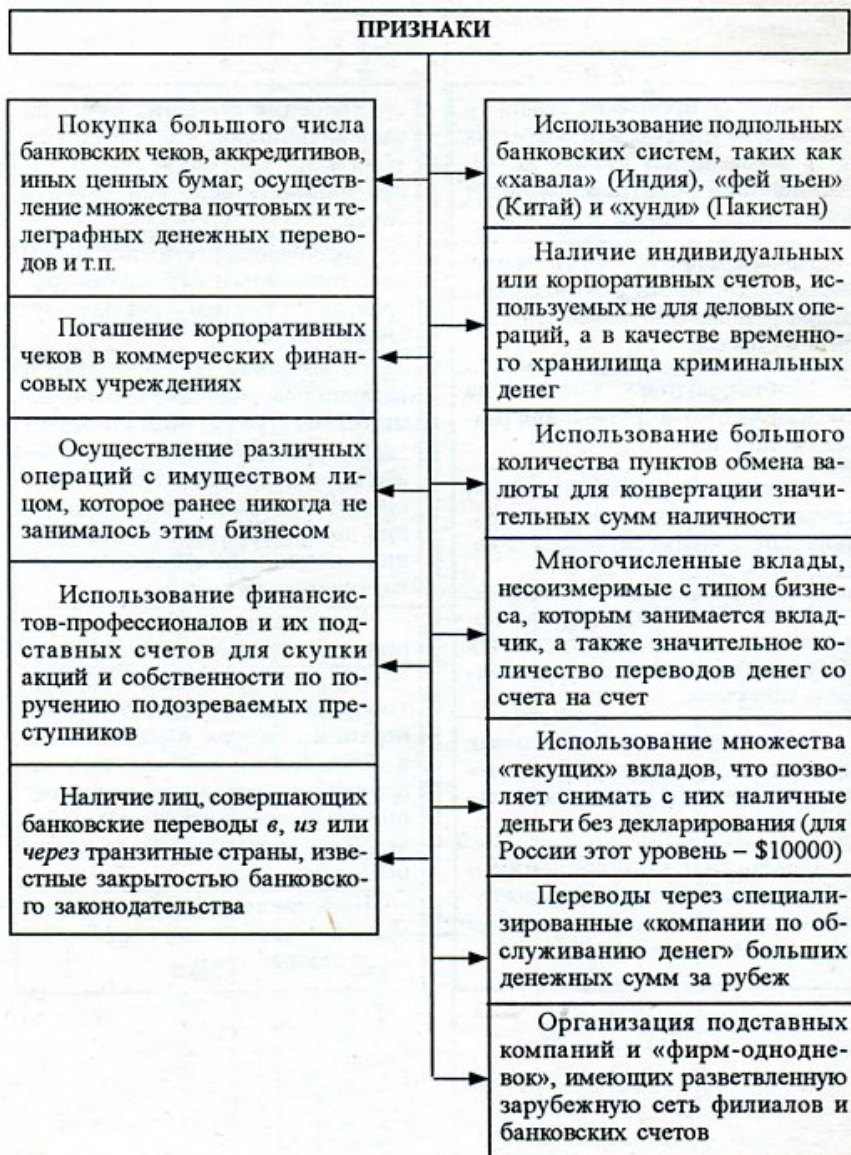 ПРИЗНАКИ
Покупка большого числа
банковских чеков, аккредитивов,
иных ценных бумаг, осуществ-
ление множества почтовых и те-
леграфных денежных перево-
дов и т.п.
Погашение корпоративных
чеков в коммерческих финан-
совых учреждениях
Осуществление различных
операций с имуществом ли-
цом, которое ранее никогда не
занималось этим бизнесом
Использование финансис-
тов-профессионалов и их под-
ставных счетов для скупки
акций и собственности по по-
ручению подозреваемых пре-
ступников
Наличие лиц, совершающих
банковские переводы в, из или
через транзитные страны, извес-
тные закрытостью банковско-
го законодательства
Использование подпольных
банковских систем, таких как
«хавала» (Индия), «фей чьен»
(Китай) и «хунди» (Пакистан)
Наличие индивидуальных
или корпоративных счетов, ис-
пользуемых не для деловых опе-
раций, а в качестве временно-
го хранилища криминальных
денег
Использование большого
количества пунктов обмена ва-
люты для конвертации значи-
тельных сумм наличности
Многочисленные вклады,
несоизмеримые с типом бизне-
са, которым занимается вклад-
чик, а также значительное ко-
личество переводов денег со
счета на счет
Использование множества
«текущих» вкладов, что позво-
ляет снимать с них наличные
деньги без декларирования (для
России этот уровень – $10000)
Переводы через специали-
зированные «компании по об-
служиванию денег» больших
денежных сумм за рубеж
Организация подставных
компаний и «фирм-одноднe-
вок», имеющих разветвленную
зарубежную сеть филиалов и
банковских счетов